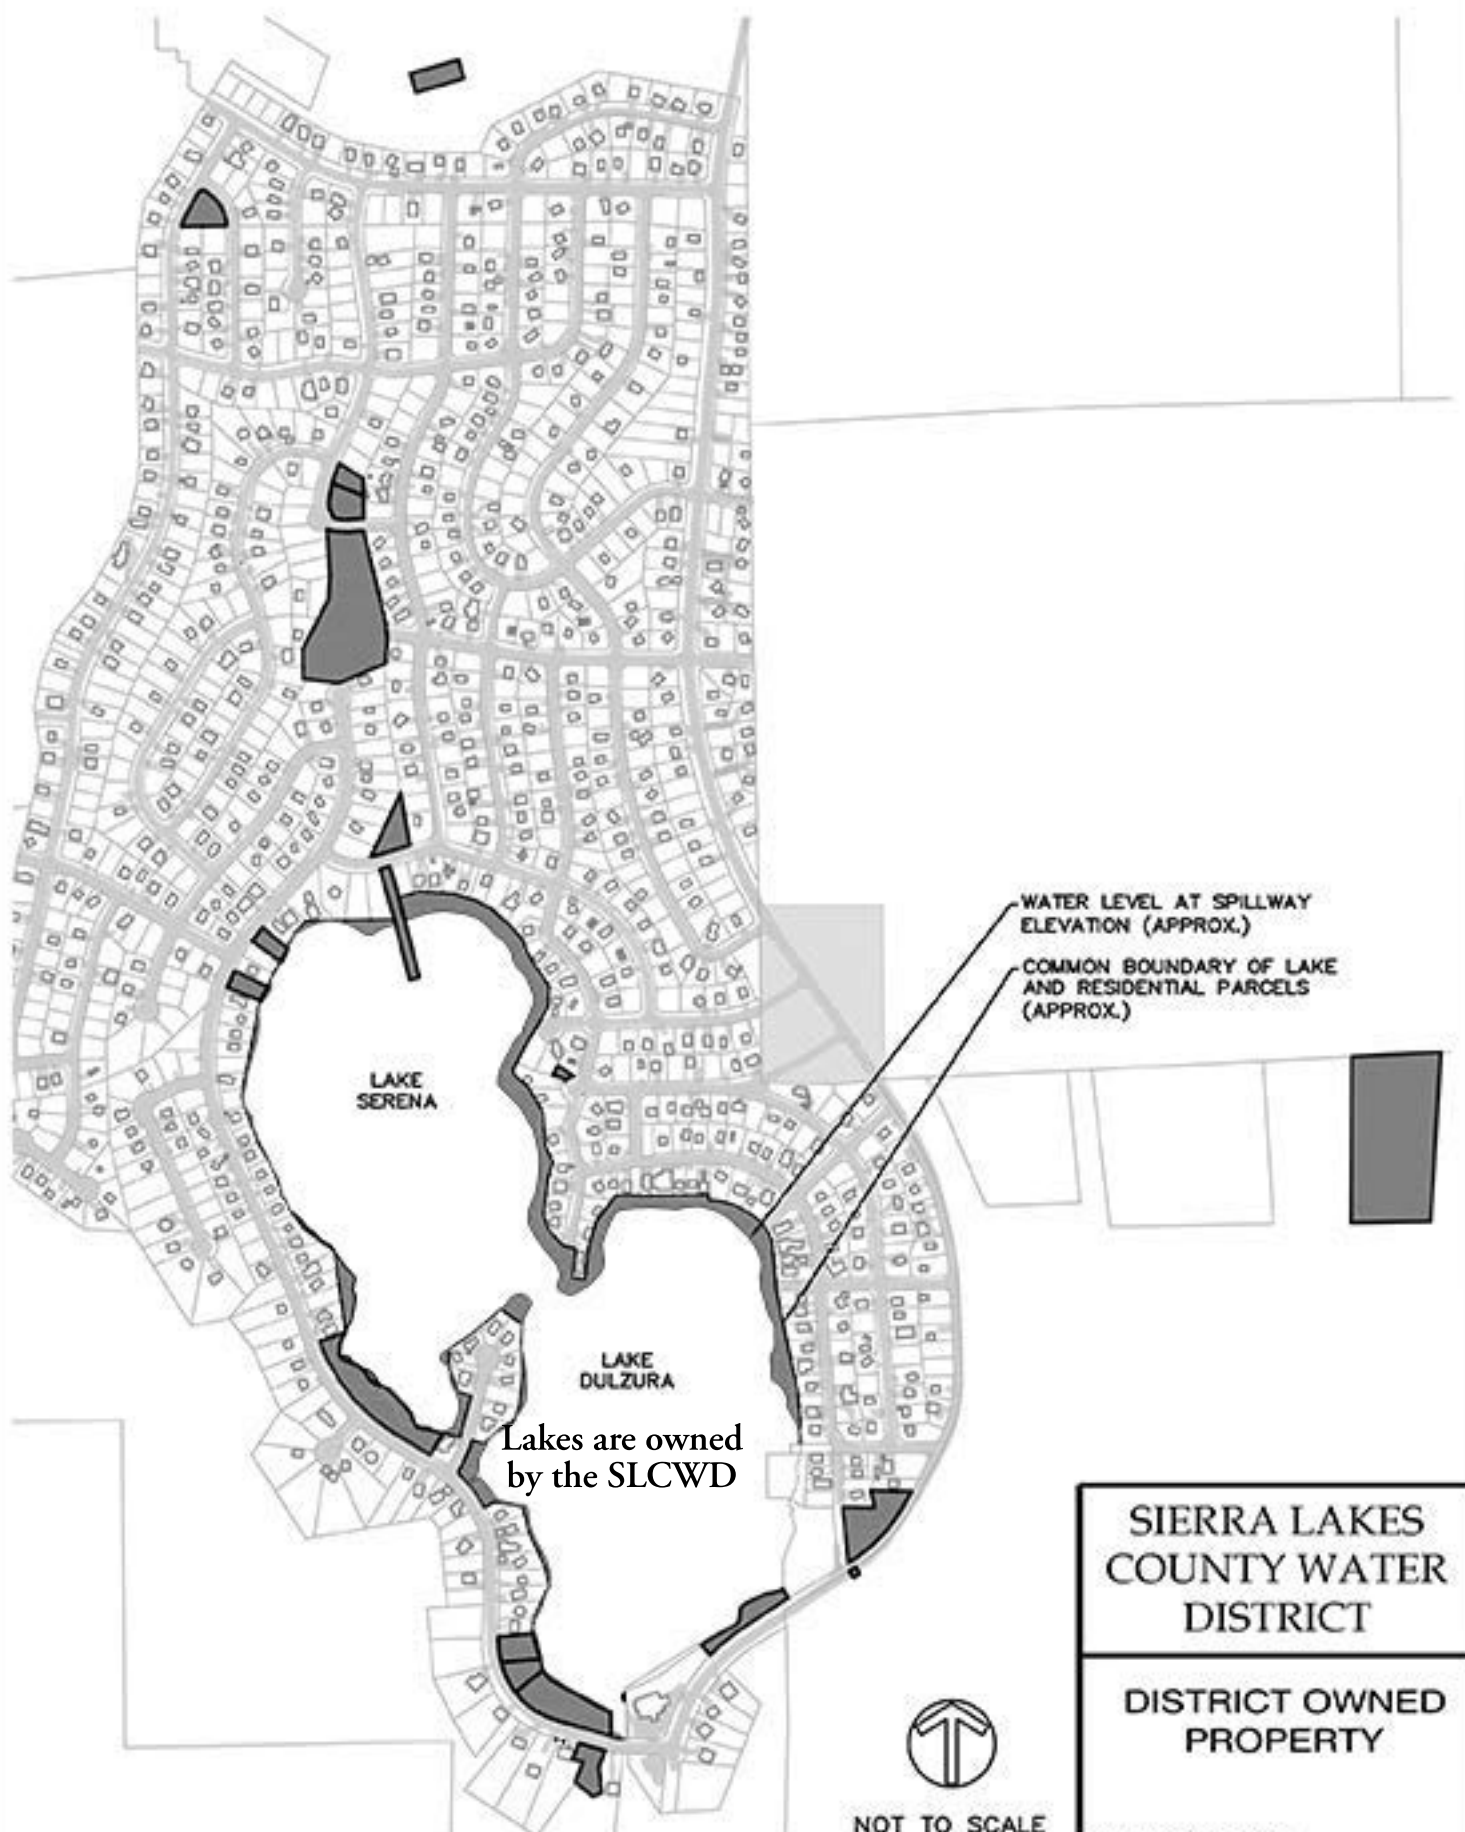 WATER LEVEL AT SPILLWAY
ELEVATION (APPROX.)
COMMON BOUNDARY OF LAKE
AND RESIDENTIAL PARCELS
(APPROX.)
LAKE
SERENA
LAKE
DULZURA
Lakes are owned
by the SLCWD
SIERRA LAKES
COUNTY WATER
DISTRICT
DISTRICT OWNED
PROPERTY
NOT TO SCALE